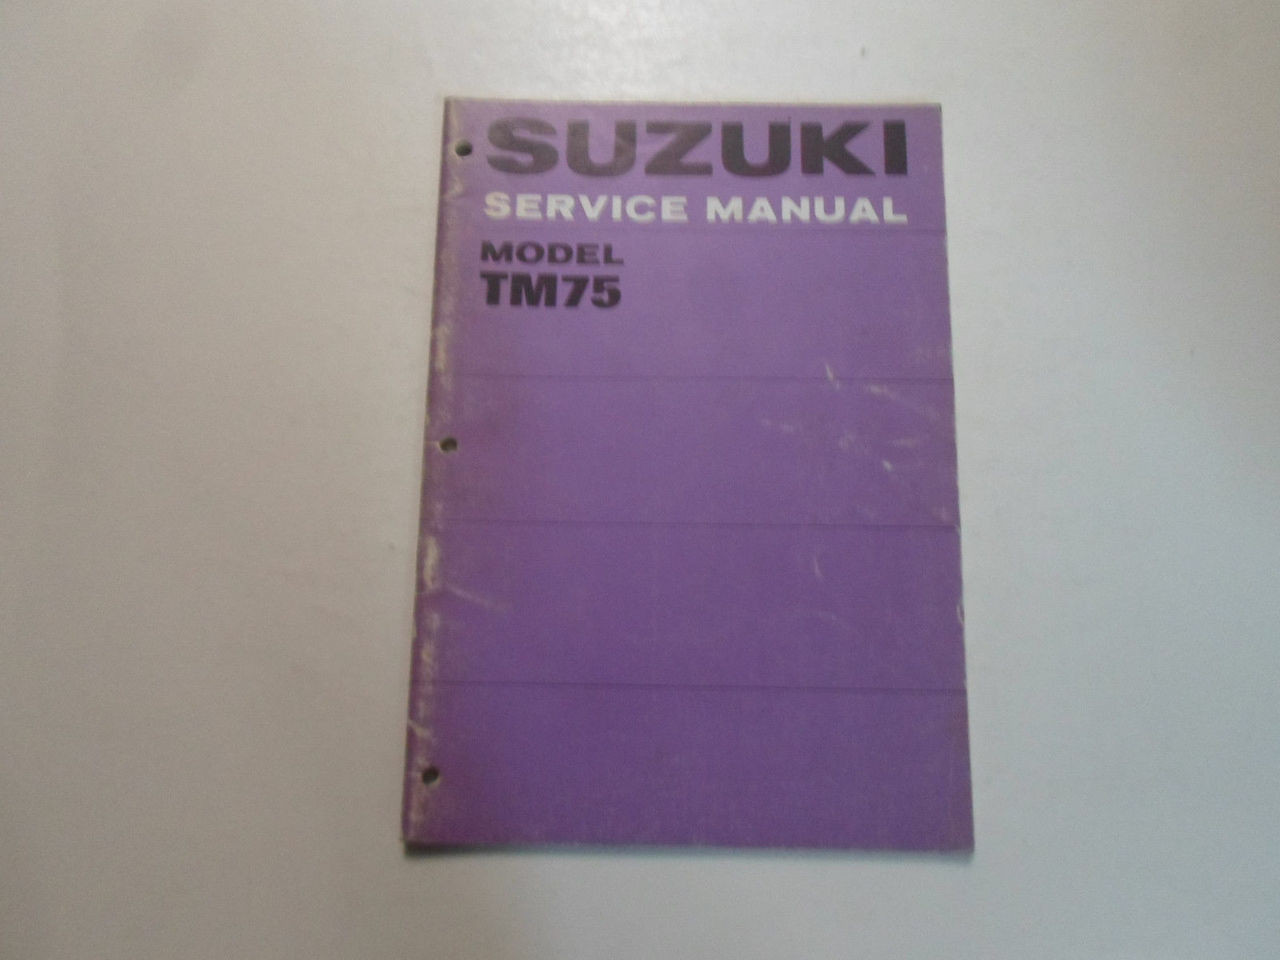 SUZUKI
SERVICE MANUAL
MODEL
TM75